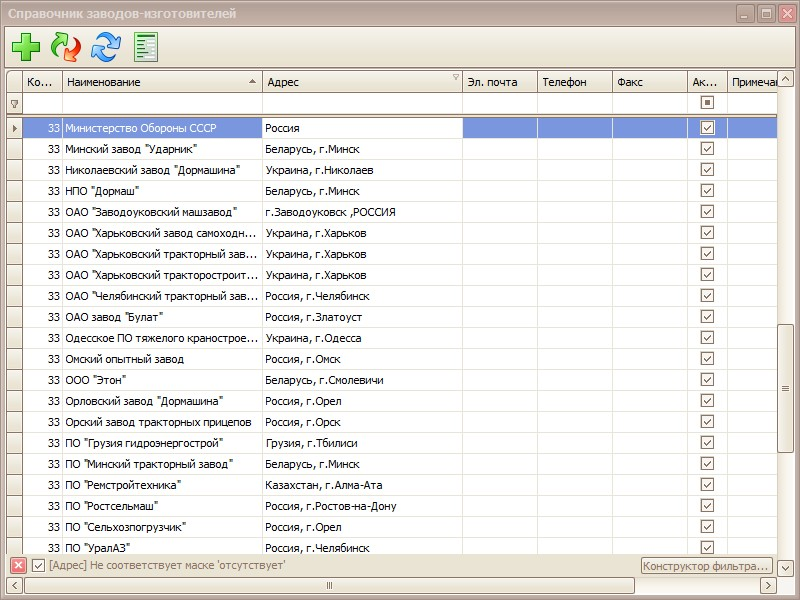 Справочник заводов-изготовителей
Ко... Наименование Адрес Эл. почта Телефон Факс Ак... Примечан
33 Министерство Обороны СССР Россия
33 Минский завод "Ударник" Беларусь, г.Минск
33 Николаевский завод "Дормашина" Украина, г.Николаев
33 НПО "Дормаш" Беларусь, г.Минск
33 ОАО "Заводоуковский машзавод" г.Заводоуковск ,РОССИЯ
33 ОАО "Харьковский завод самоходн... Украина, г.Харьков
33 ОАО "Харьковский тракторный зав... Украина, г.Харьков
33 ОАО "Харьковский тракторостроит... Украина, г.Харьков
33 ОАО "Челябинский тракторный зав... Россия, г.Челябинск
33 ОАО завод "Булат" Россия, г.Златоуст
33 Одесское ПО тяжелого краностроe... Украина, г.Одесса
33 Омский опытный завод Россия, г.Омск
33 ООО "Этон" Беларусь, г.Смолевичи
33 Орловский завод "Дормашина" Россия, г.Орел
33 Орский завод тракторных прицепов Россия, г.Орск
33 ПО "Грузия гидроэнергострой" Грузия, г.Тбилиси
33 ПО "Минский тракторный завод" Беларусь, г.Минск
33 ПО "Ремстройтехника" Казахстан, г.Алма-Ата
33 ПО "Ростсельмаш" Россия, г.Ростов-на-Дону
33 ПО "Сельхозпогрузчик" Россия, г.Орел
33 ПО "УралАЗ" Россия, г.Челябинск
[Адрес] Не соответствует маске 'отсутствует' Конструктор фильтра...